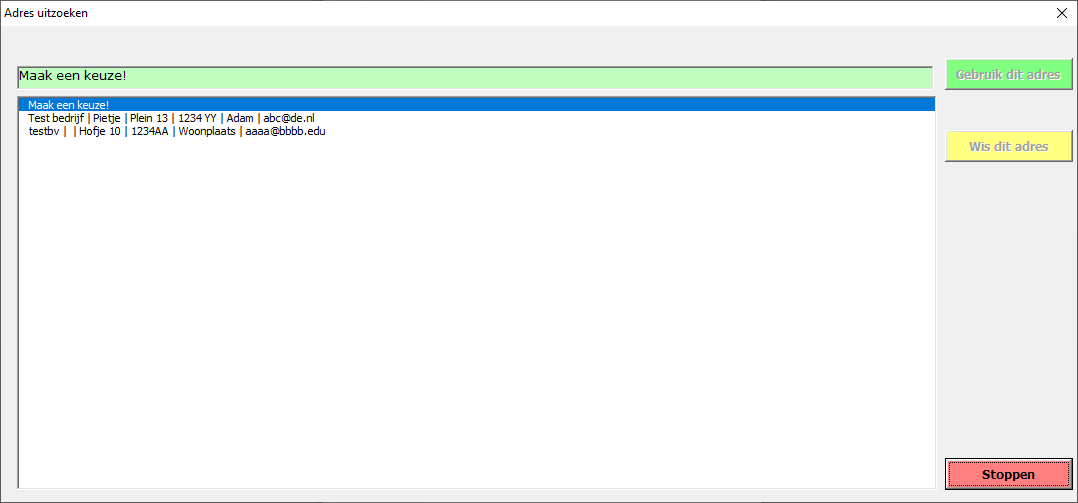 Adres uitzoeken
Maak een keuze!
Gebruik dit adres
Maak een keuze!
Test bedrijf | Pietje | Plein 13 | 1234 YY | Adam | abc@de.nl
testbv |  | Hofje 10 | 1234AA | Woonplaats | aaaa@bbbb.edu
Wis dit adres
Stoppen